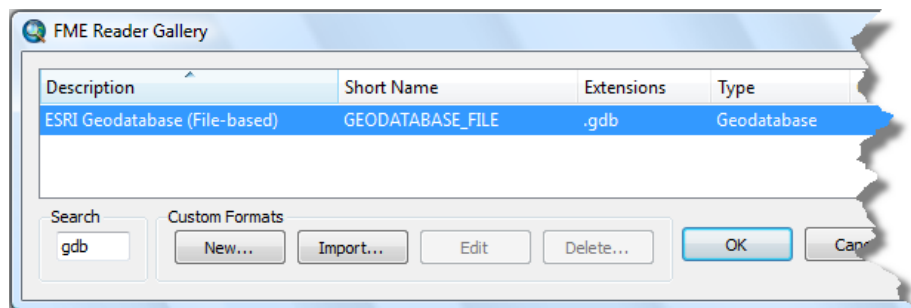 FME Reader Gallery
Description Short Name Extensions Type
ESRI Geodatabase (File-based) GEODATABASE_FILE .gdb Geodatabase
Search Custom Formats
gdb New... Import... Edit Delete... OK